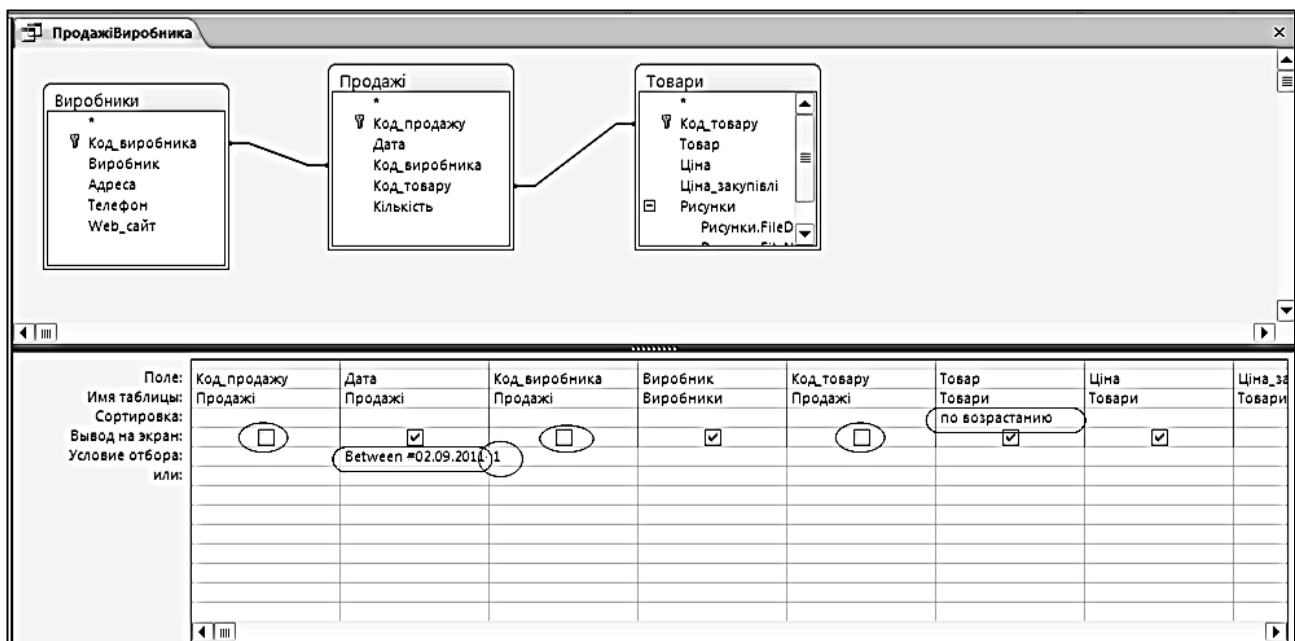 ПродажіВиробника
Виробники
*
Код_виробника
Виробник
Адреса
Телефон
Web_сайт
Продажі
*
Код_продажу
Дата
Код_виробника
Код_товару
Кількість
Товари
*
Код_товару
Товар
Ціна
Ціна_закупівлі
Рисунки
Рисунки.FileD
Поле: Код_продажу Дата Код_виробника Виробник Код_товару Товар Ціна Ціна_за
Имя таблицы: Продажі Продажі Продажі Виробники Продажі Товари Товари Товари
Сортировка: по возрастанию
Вывод на экран:
Условие отбора: Between #02.09.2011 1
или: